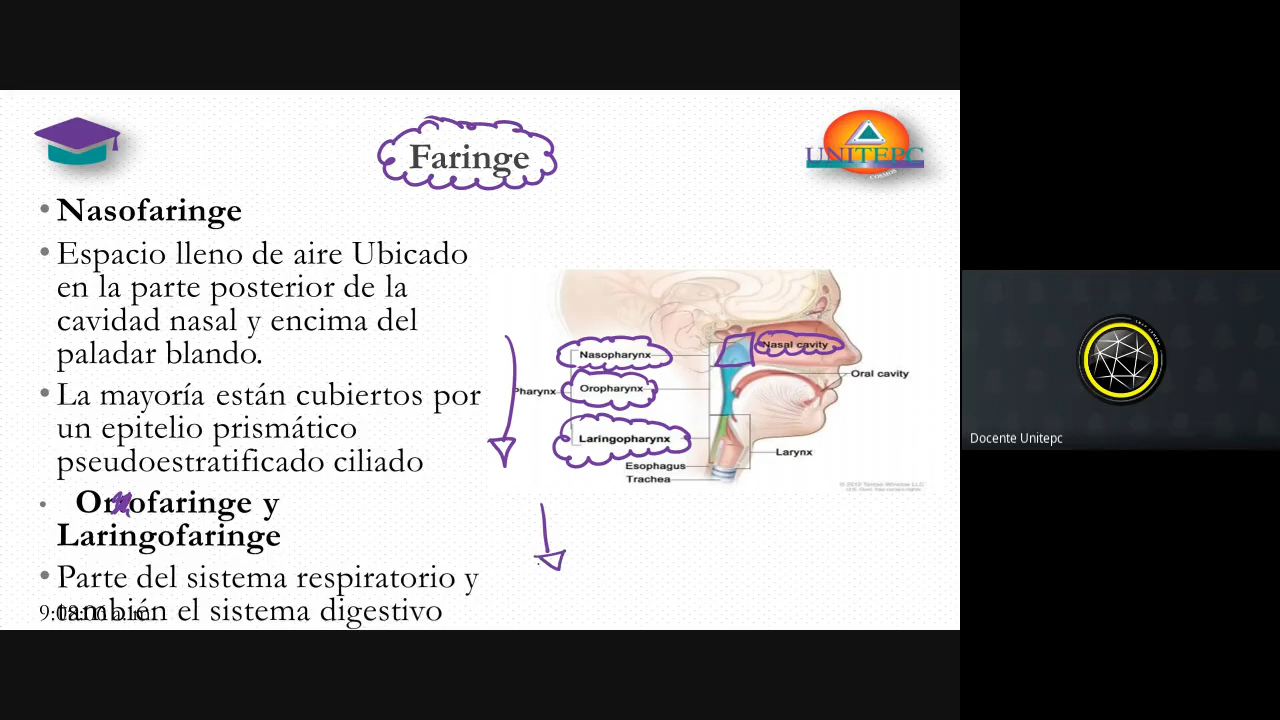 Faringe
UNITEPC
COSMOS
• Nasofaringe
• Espacio lleno de aire Ubicado
en la parte posterior de la
cavidad nasal y encima del
paladar blando.
• La mayoría están cubiertos por
un epitelio prismático
pseudoestratificado ciliado
• ofaringe y
Laringofaringe
• Parte del sistema respiratorio y
también el sistema digestivo
Nasal cavity
Nasopharynx
Oral cavity
Pharynx
Oropharynx
Laringopharynx
Larynx
Esophagus
Trachea
Docente Unitepc